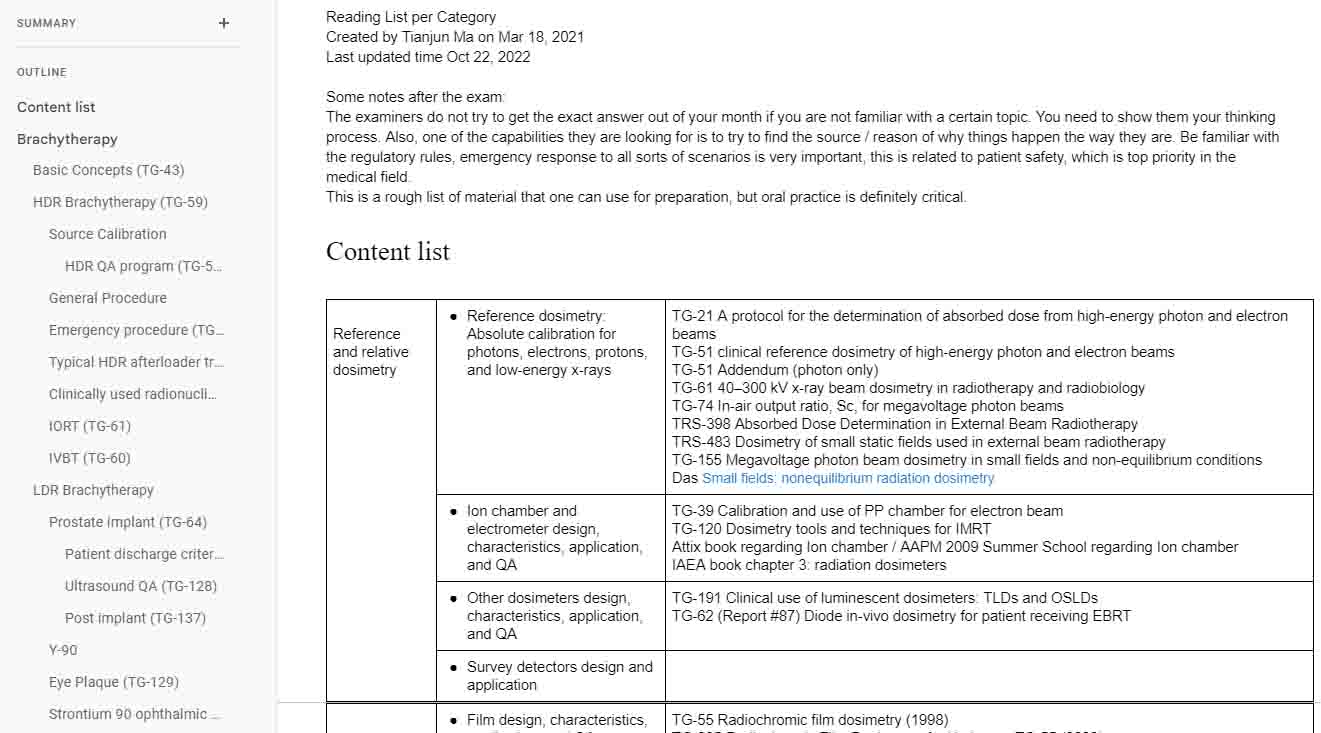 SUMMARY +
OUTLINE
Content list
Brachytherapy
Basic Concepts (TG-43)
HDR Brachytherapy (TG-59)
Source Calibration
HDR QA program (TG-5...
General Procedure
Emergency procedure (TG...
Typical HDR afterloader tr...
Clinically used radionucli...
IORT (TG-61)
IVBT (TG-60)
LDR Brachytherapy
Prostate implant (TG-64)
Patient discharge criter...
Ultrasound QA (TG-128)
Post implant (TG-137)
Y-90
Eye Plaque (TG-129)
Strontium 90 ophthalmic ...
Reading List per Category
Created by Tianjun Ma on Mar 18, 2021
Last updated time Oct 22, 2022
Some notes after the exam:
The examiners do not try to get the exact answer out of your month if you are not familiar with a certain topic. You need to show them your thinking
process. Also, one of the capabilities they are looking for is to try to find the source / reason of why things happen the way they are. Be familiar with
the regulatory rules, emergency response to all sorts of scenarios is very important, this is related to patient safety, which is top priority in the
medical field.
This is a rough list of material that one can use for preparation, but oral practice is definitely critical.
Content list
Reference
and relative
dosimetry
● Reference dosimetry:
Absolute calibration for
photons, electrons, protons,
and low-energy x-rays
TG-21 A protocol for the determination of absorbed dose from high-energy photon and electron
beams
TG-51 clinical reference dosimetry of high-energy photon and electron beams
TG-51 Addendum (photon only)
TG-61 40–300 kV x-ray beam dosimetry in radiotherapy and radiobiology
TG-74 In-air output ratio, Sc, for megavoltage photon beams
TRS-398 Absorbed Dose Determination in External Beam Radiotherapy
TRS-483 Dosimetry of small static fields used in external beam radiotherapy
TG-155 Megavoltage photon beam dosimetry in small fields and non-equilibrium conditions
Das Small fields: nonequilibrium radiation dosimetry
● Ion chamber and
electrometer design,
characteristics, application,
and QA
TG-39 Calibration and use of PP chamber for electron beam
TG-120 Dosimetry tools and techniques for IMRT
Attix book regarding Ion chamber / AAPM 2009 Summer School regarding Ion chamber
IAEA book chapter 3: radiation dosimeters
● Other dosimeters design,
characteristics, application,
and QA
TG-191 Clinical use of luminescent dosimeters: TLDs and OSLDs
TG-62 (Report #87) Diode in-vivo dosimetry for patient receiving EBRT
● Survey detectors design and
application
● Film design, characteristics,
TG-55 Radiochromic film dosimetry (1998)